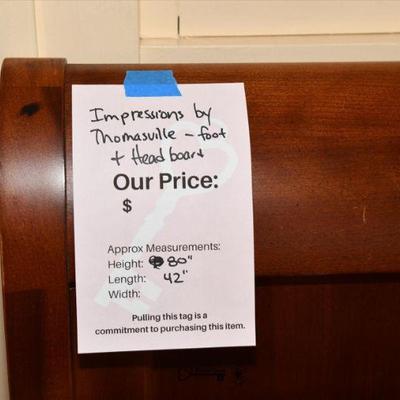 Impressions by
Thomasville - foot
+ Head board
Our Price:
$
Approx Measurements:
Height: 80"
Length: 42"
Width:
Pulling this tag is a
commitment to purchasing this item.